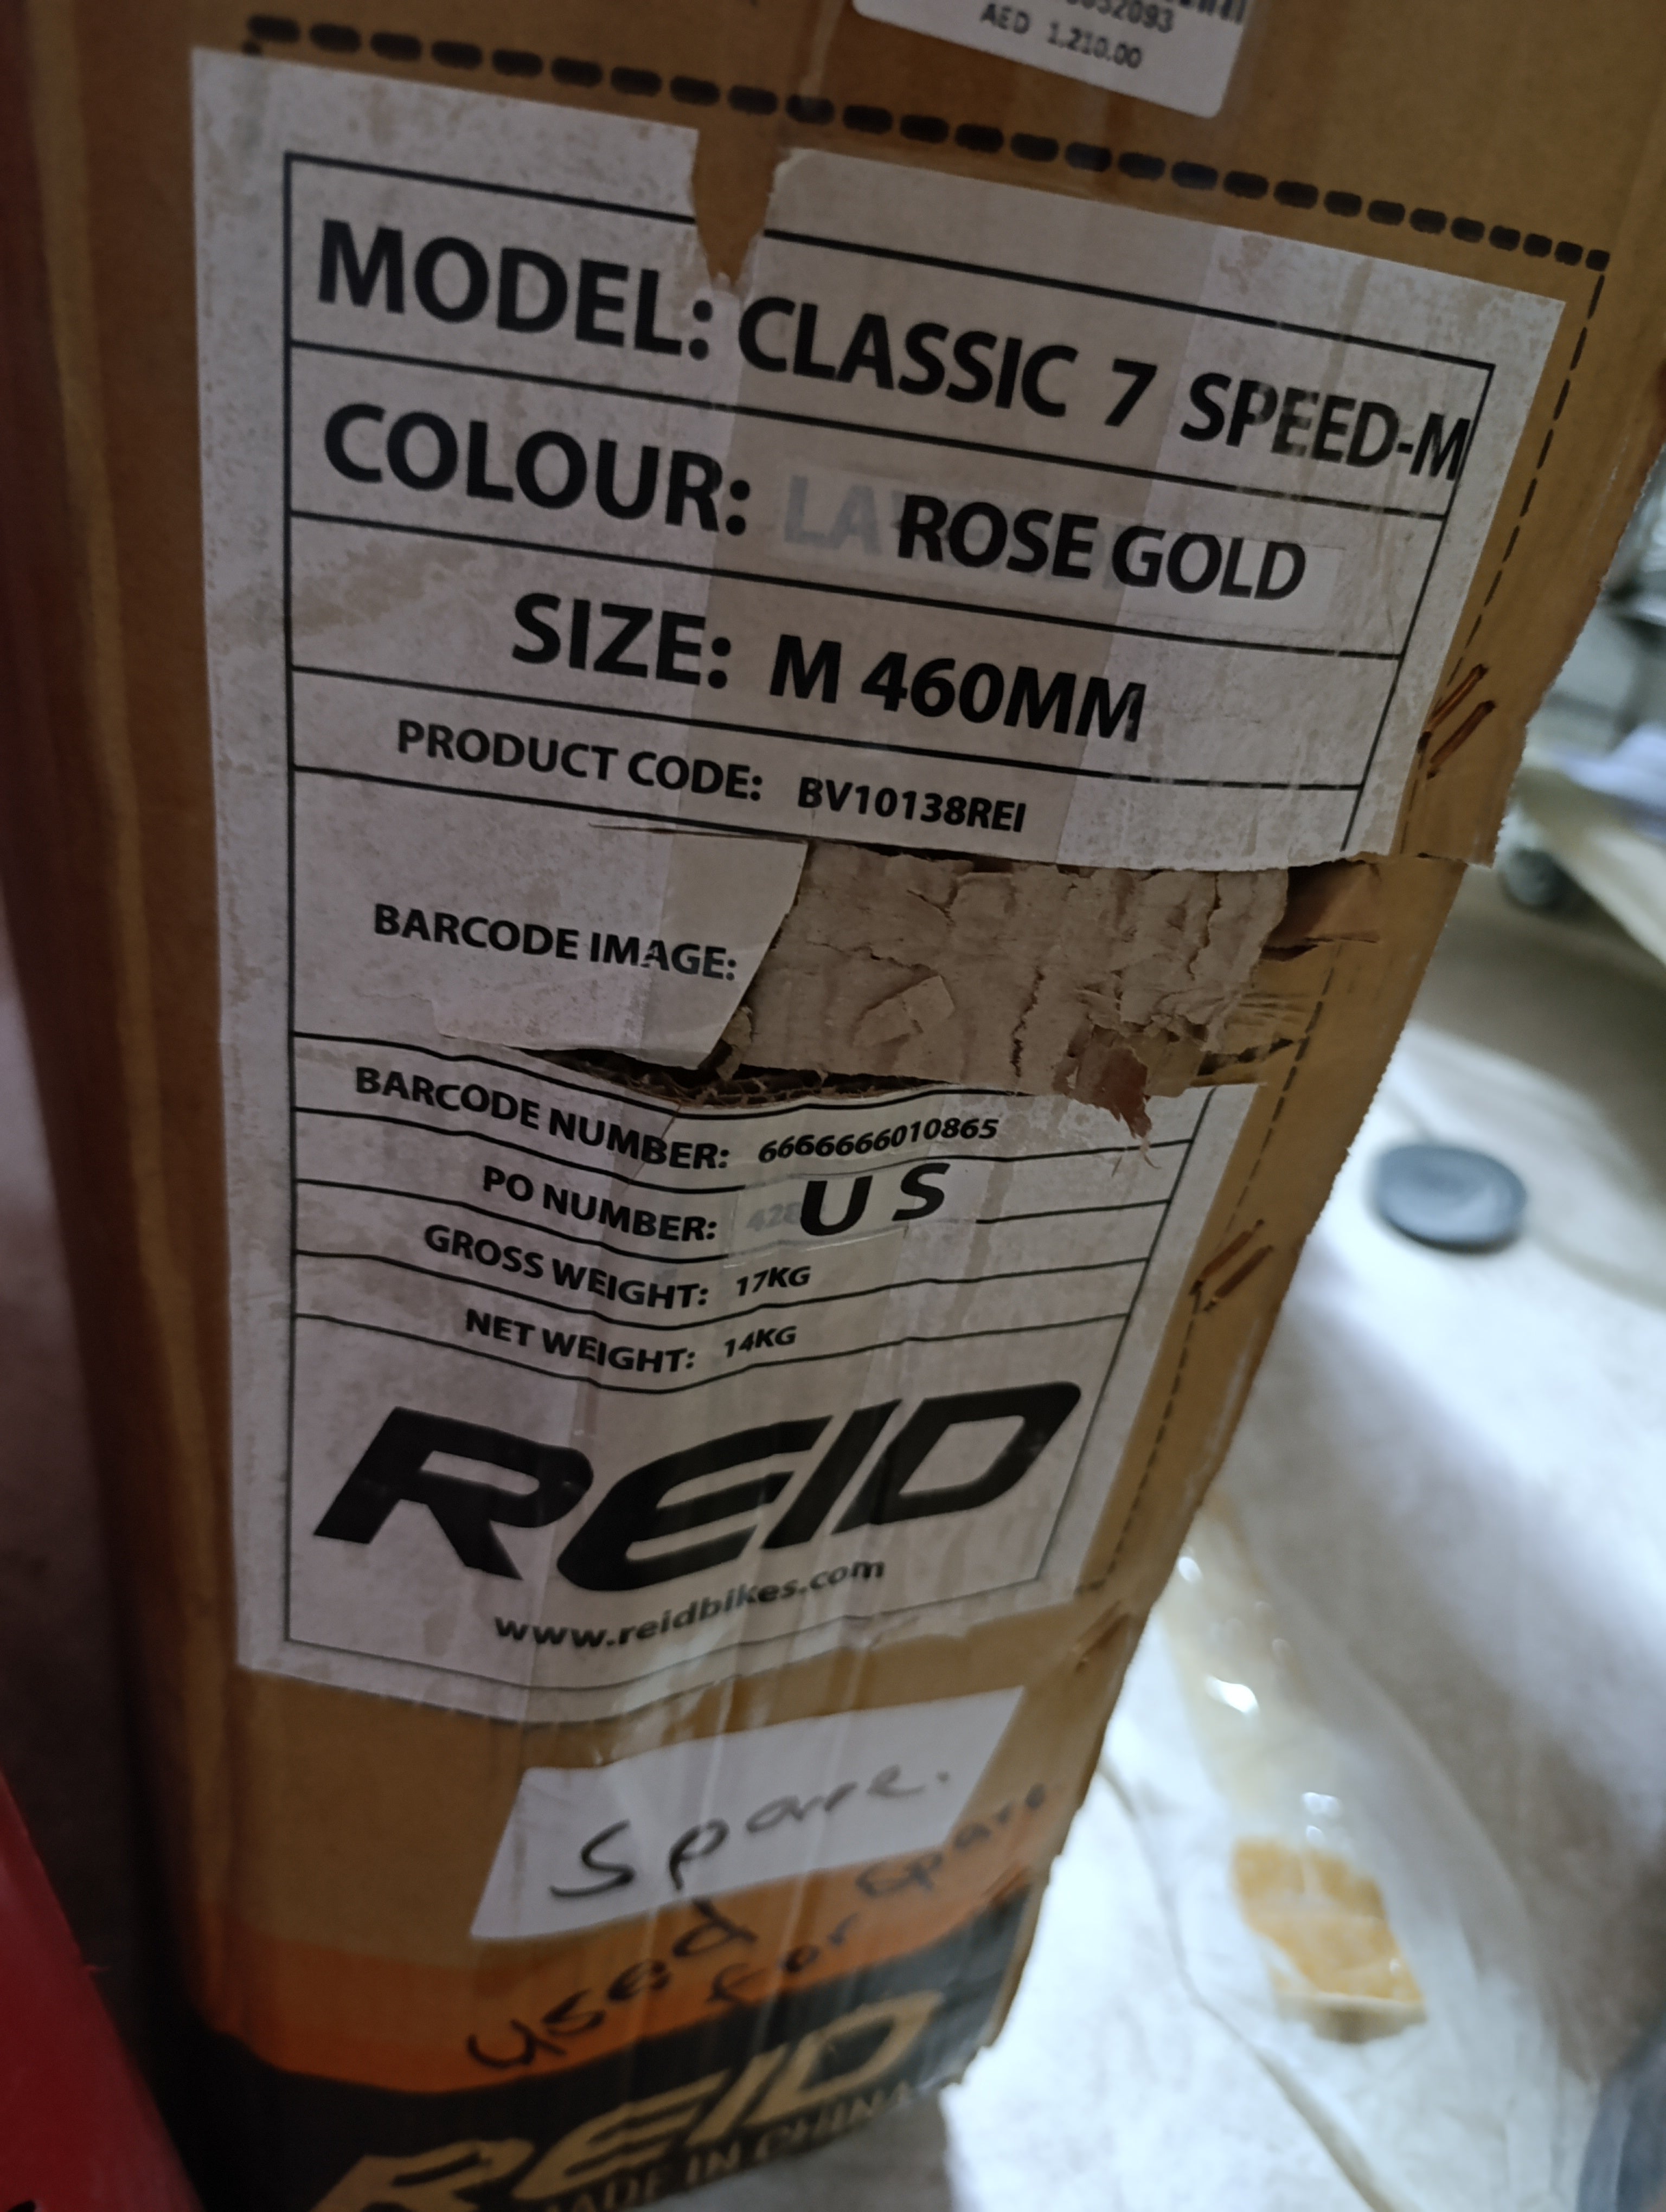 AED 1,210.00
MODEL: CLASSIC 7 SPEED-M
COLOUR: LA ROSE GOLD
SIZE: M 460MM
PRODUCT CODE: BV10138REI
BARCODE IMAGE:
BARCODE NUMBER: 6666666010865
PO NUMBER: US
GROSS WEIGHT: 17KG
NET WEIGHT: 14KG
REID
www.reidbikes.com
Spare.
used for spare
REID
MADE IN CHINA